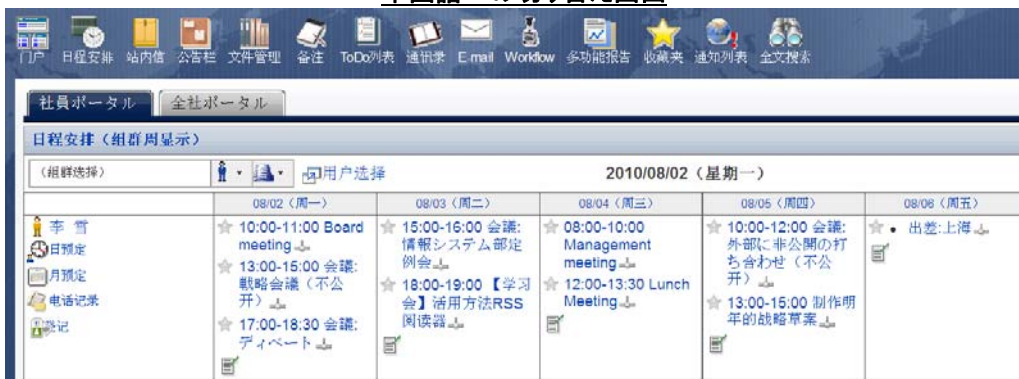 门户 日程安排 站内信 公告栏 文件管理 备注 ToDo列表 通讯录 E-mail Workflow 多功能报告 收藏夹 通知列表 全文搜索
社員ポータル 全社ポータル
日程安排（组群周显示）
（组群选择） 用户选择 2010/08/02（星期一）
08/02（周一） 08/03（周二） 08/04（周三） 08/05（周四） 08/06（周五）
李 雪
日预定
月预定
电话记录
登记
10:00-11:00 Board
meeting
13:00-15:00 会議:
戦略会議（不公
开）
17:00-18:30 会議:
ディベート
15:00-16:00 会議:
情報システム部定
例会
18:00-19:00 【学习
会】活用方法RSS
阅读器
08:00-10:00
Management
meeting
12:00-13:30 Lunch
Meeting
10:00-12:00 会議:
外部に非公開の打
ち合わせ（不公
开）
13:00-15:00 制作明
年的战略草案
出差:上海